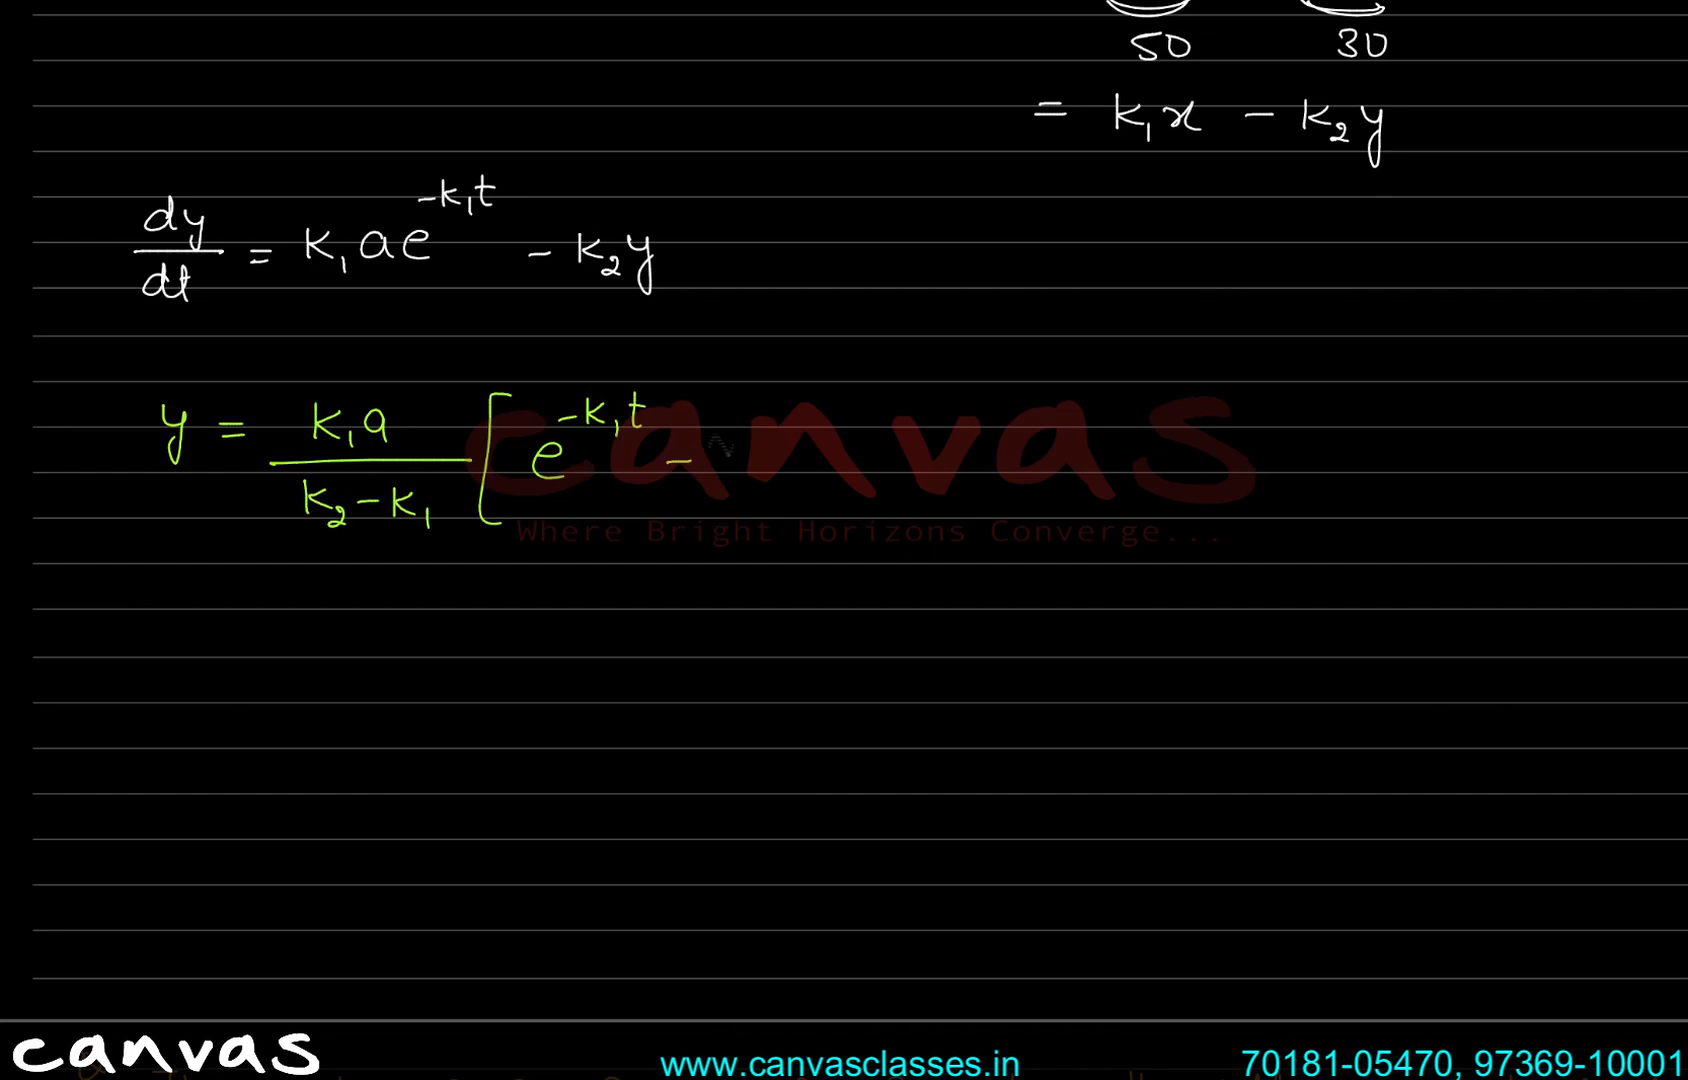 50 30
= k₁x - k₂y
dy/dt = k₁ae^(-k₁t) - k₂y
y = k₁a/(k₂-k₁) [e^(-k₁t) -
canvas
Where Bright Horizons Converge...
canvas www.canvasclasses.in 70181-05470, 97369-10001